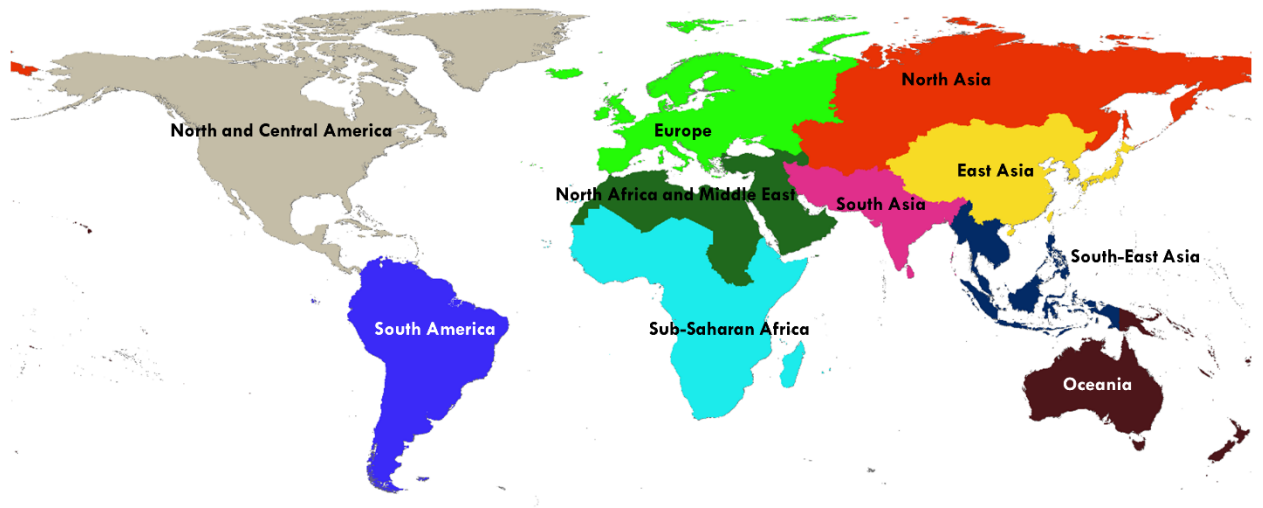 North Asia
North and Central America
Europe
East Asia
North Africa and Middle East
South Asia
South-East Asia
South America
Sub-Saharan Africa
Oceania